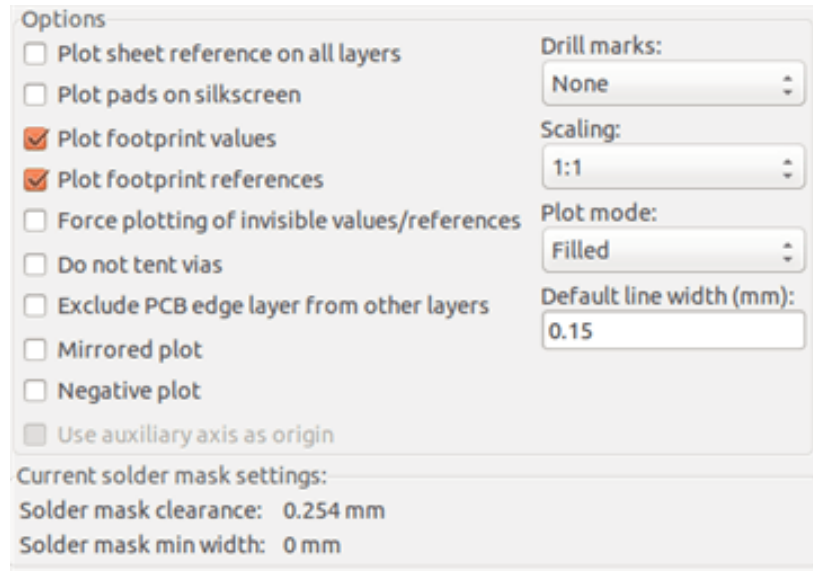 Options
Plot sheet reference on all layers
Plot pads on silkscreen
Plot footprint values
Plot footprint references
Force plotting of invisible values/references
Do not tent vias
Exclude PCB edge layer from other layers
Mirrored plot
Negative plot
Use auxiliary axis as origin
Drill marks:
None
Scaling:
1:1
Plot mode:
Filled
Default line width (mm):
0.15
Current solder mask settings:
Solder mask clearance: 0.254 mm
Solder mask min width: 0 mm